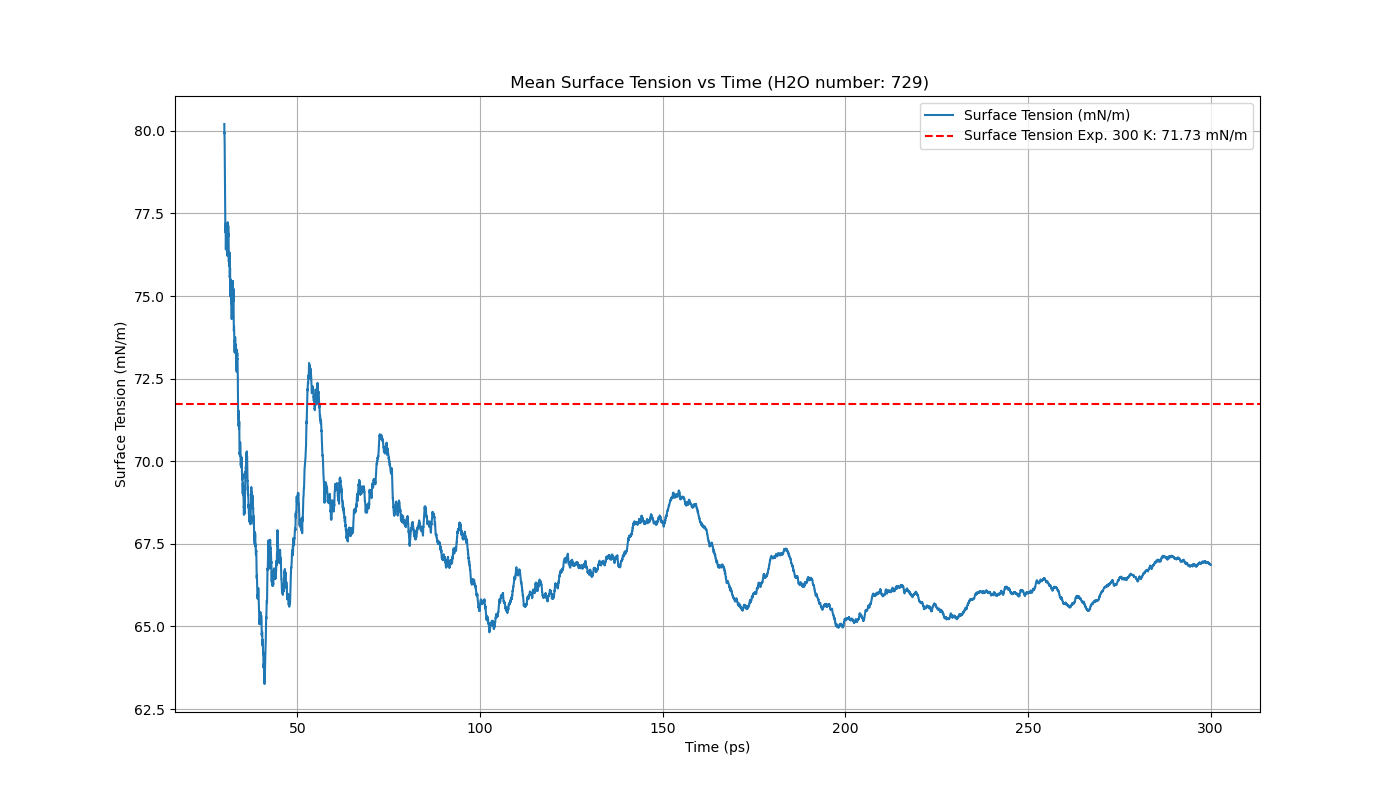 Mean Surface Tension vs Time (H2O number: 729)
Surface Tension (mN/m)
Surface Tension Exp. 300 K: 71.73 mN/m
Surface Tension (mN/m)
80.0
77.5
75.0
72.5
70.0
67.5
65.0
62.5
50
100
150
200
250
300
Time (ps)